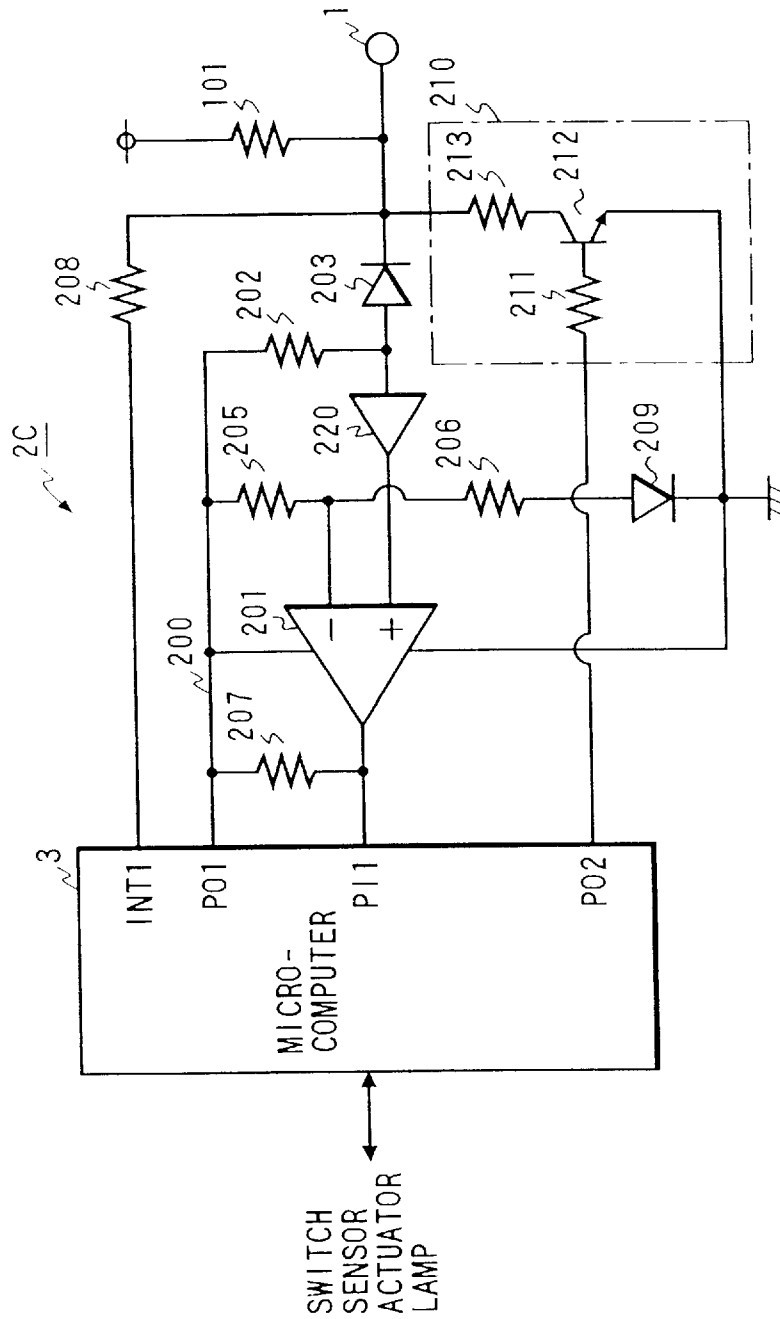 2C
208
101
1
202
203
205
220
206
209
210
213
212
211
200
201
207
3
INT1
PO1
PI1
PO2
MICRO-
COMPUTER
SWITCH
SENSOR
ACTUATOR
LAMP